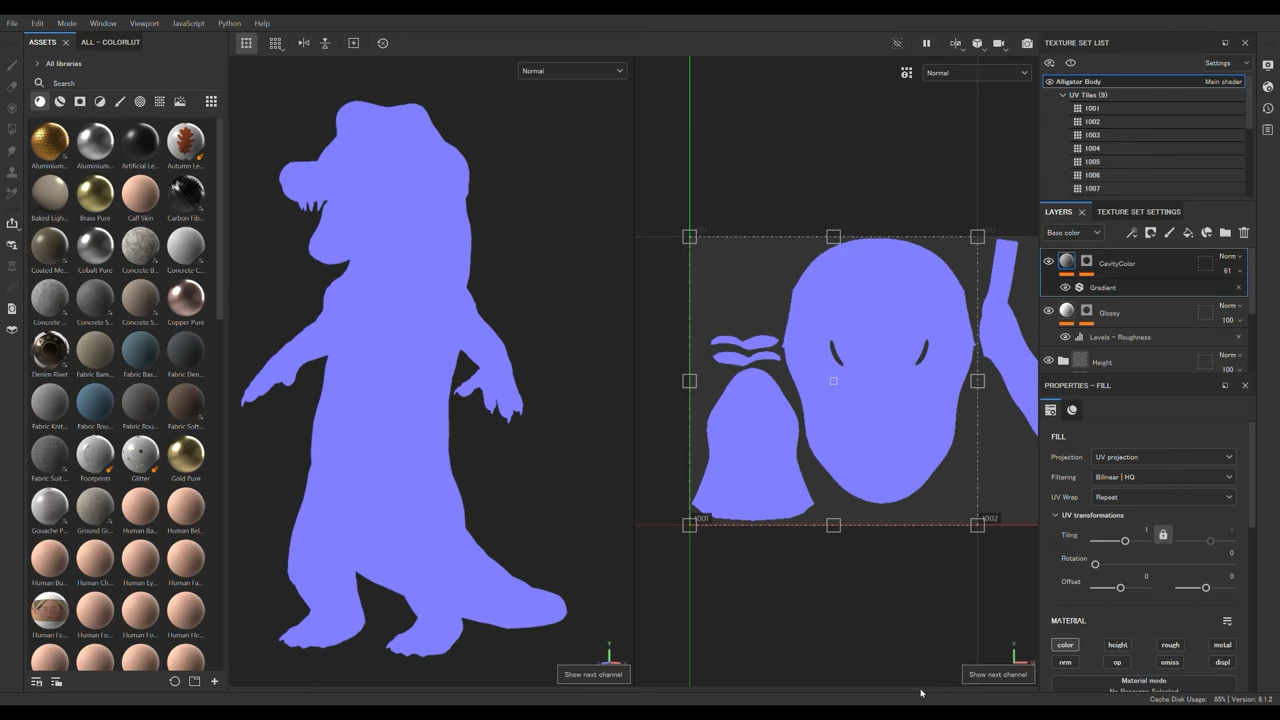 File Edit Mode Window Viewport JavaScript Python Help
ASSETS ALL - COLORLUT
All libraries
Search
Aluminium... Aluminium... Artificial Le... Autumn Le...
Baked Ligh... Brass Pure Calf Skin Carbon Fib...
Coated Me... Cobalt Pure Concrete B... Concrete C...
Concrete ... Concrete S... Concrete S... Copper Pure
Denim Rivet Fabric Bam... Fabric Bas... Fabric Den...
Fabric Knit... Fabric Rou... Fabric Rou... Fabric Soft...
Fabric Suit ... Footprints Glitter Gold Pure
Gouache P... Ground Gr... Human Ba... Human Bel...
Human Bu... Human Ch... Human Ey... Human Fa...
Human Fe... Human Fo... Human Fo... Human He...
Normal
Show next channel
Normal
1001
1002
Show next channel
TEXTURE SET LIST
Settings
Alligator Body Main shader
UV Tiles (9)
1001
1002
1003
1004
1005
1006
1007
LAYERS TEXTURE SET SETTINGS
Base color
CavityColor Norm 61
Gradient
Glossy Norm 100
Levels - Roughness
Height Norm 100
PROPERTIES - FILL
FILL
Projection UV projection
Filtering Bilinear | HQ
UV Wrap Repeat
UV transformations
Tiling 1 1
Rotation 0
Offset 0 0
MATERIAL
color height rough metal
nrm op emiss displ
Material mode
No Resource Selected
Cache Disk Usage: 85% | Version: 8.1.2